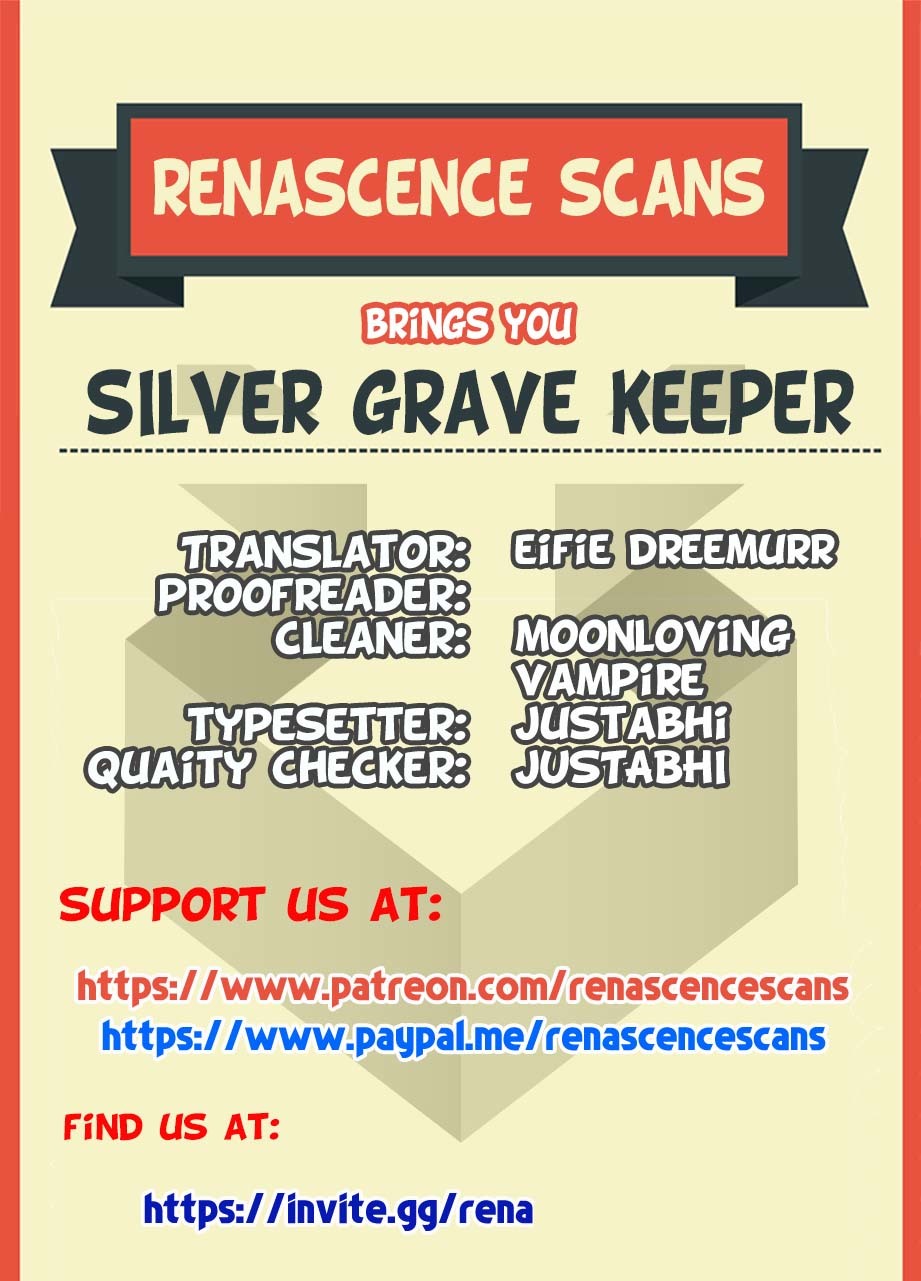 RENASCENCE SCANS
BRiNGS YOU
SILVER GRAVE KEEPER
TRANSLATOR: EiFiE DREEMURR
PROOFREADER:
CLEANER: MOONLOViNG
VAMPiRE
TYPESETTER: JUSTABHi
QUAiTY CHECKER: JUSTABHI
SUPPORT US AT:
https://www.patreon.com/renascencescans
https://www.paypal.me/renascencescans
FiND US AT:
https://invite.gg/rena